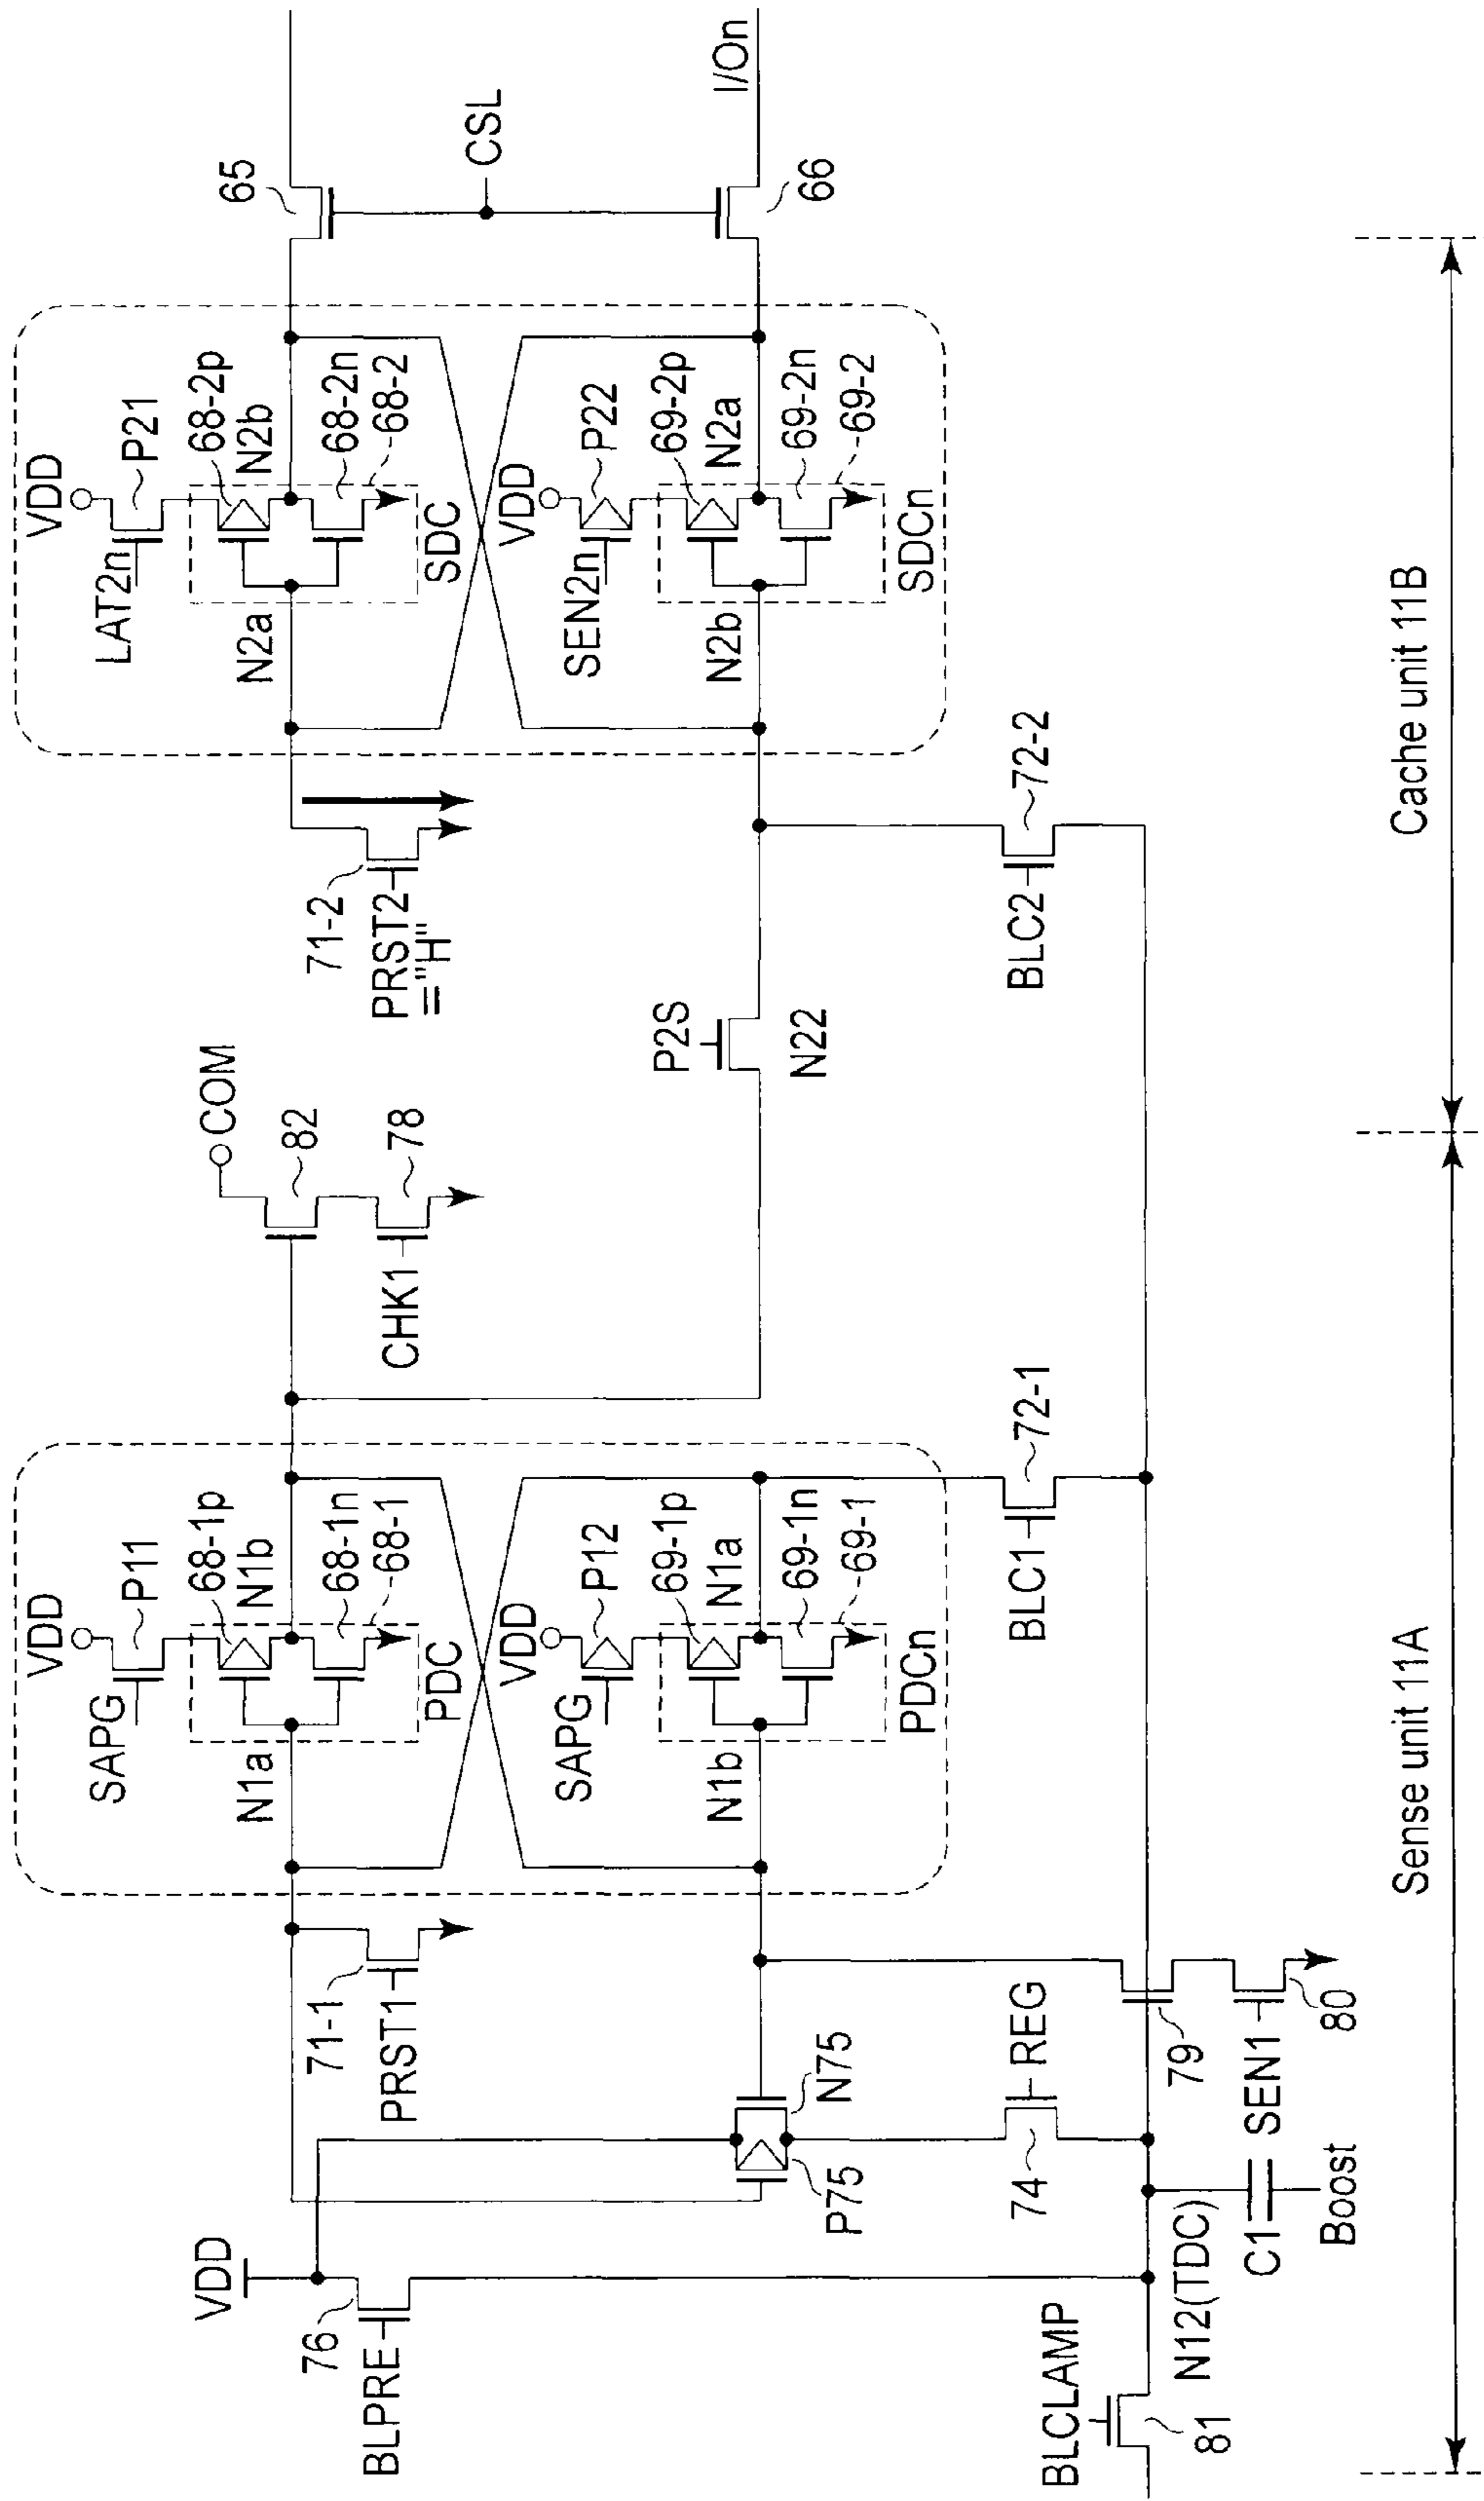 VDD
LAT2n
P21
68-2p
N2b
68-2n
68-2
N2a
SDC
VDD
SEN2n
P22
69-2p
N2a
69-2n
69-2
N2b
SDCn
65
CSL
66
I/On
71-2
PRST2
="H"
COM
82
78
CHK1
P2S
N22
BLC2
72-2
VDD
SAPG
P11
68-1p
N1b
68-1n
68-1
N1a
PDC
VDD
SAPG
P12
69-1p
N1a
69-1n
69-1
N1b
PDCn
BLC1
72-1
71-1
PRST1
VDD
76
BLPRE
N75
P75
74
REG
79
SEN1
80
C1
Boost
N12(TDC)
BLCLAMP
81
Sense unit 11A
Cache unit 11B